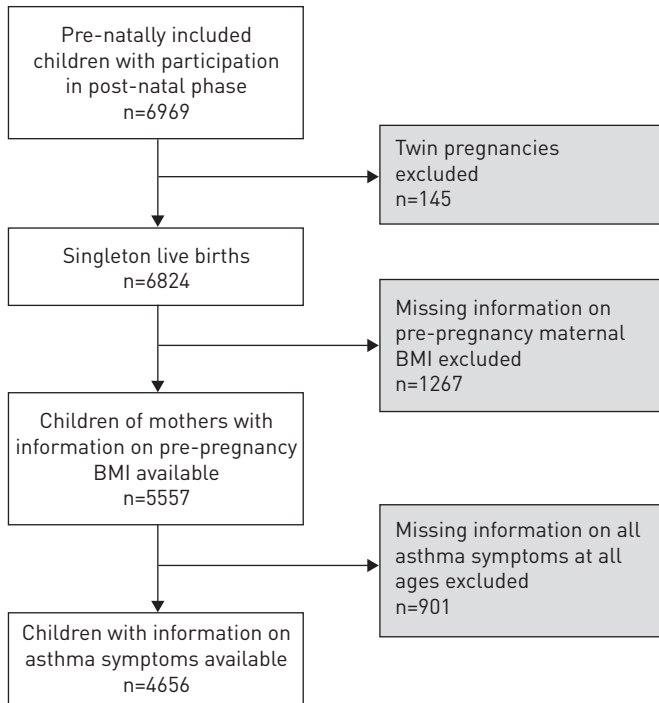 Pre-natally included
children with participation
in post-natal phase
n=6969
Twin pregnancies
excluded
n=145
Singleton live births
n=6824
Missing information on
pre-pregnancy maternal
BMI excluded
n=1267
Children of mothers with
information on pre-pregnancy
BMI available
n=5557
Missing information on all
asthma symptoms at all
ages excluded
n=901
Children with information on
asthma symptoms available
n=4656